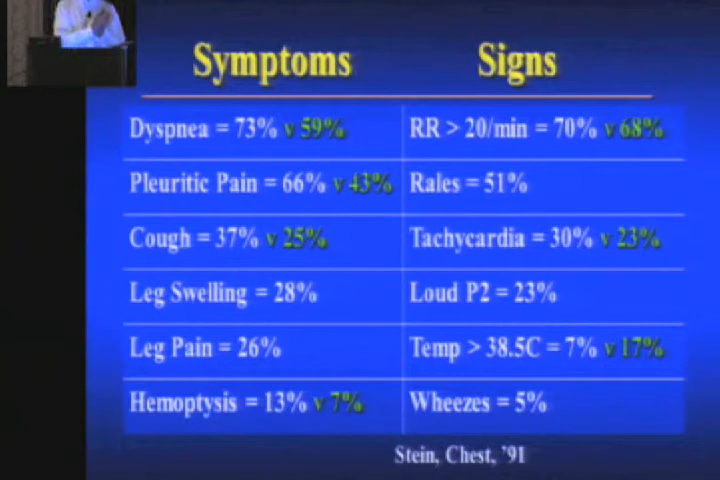 Symptoms Signs
Dyspnea = 73% v 59% RR > 20/min = 70% v 68%
Pleuritic Pain = 66% v 43% Rales = 51%
Cough = 37% v 25% Tachycardia = 30% v 23%
Leg Swelling = 28% Loud P2 = 23%
Leg Pain = 26% Temp > 38.5C = 7% v 17%
Hemoptysis = 13% v 7% Wheezes = 5%
Stein, Chest, '91